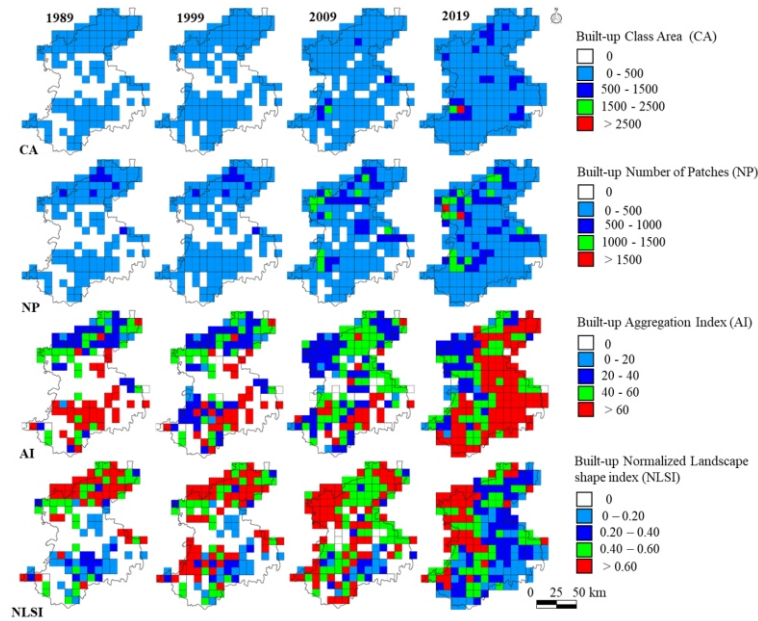 1989 1999 2009 2019 N
Built-up Class Area (CA)
0
0 - 500
500 - 1500
1500 - 2500
> 2500
CA
Built-up Number of Patches (NP)
0
0 - 500
500 - 1000
1000 - 1500
> 1500
NP
Built-up Aggregation Index (AI)
0
0 - 20
20 - 40
40 - 60
> 60
AI
Built-up Normalized Landscape
shape index (NLSI)
0
0 – 0.20
0.20 – 0.40
0.40 – 0.60
> 0.60
NLSI
0 25 50 km